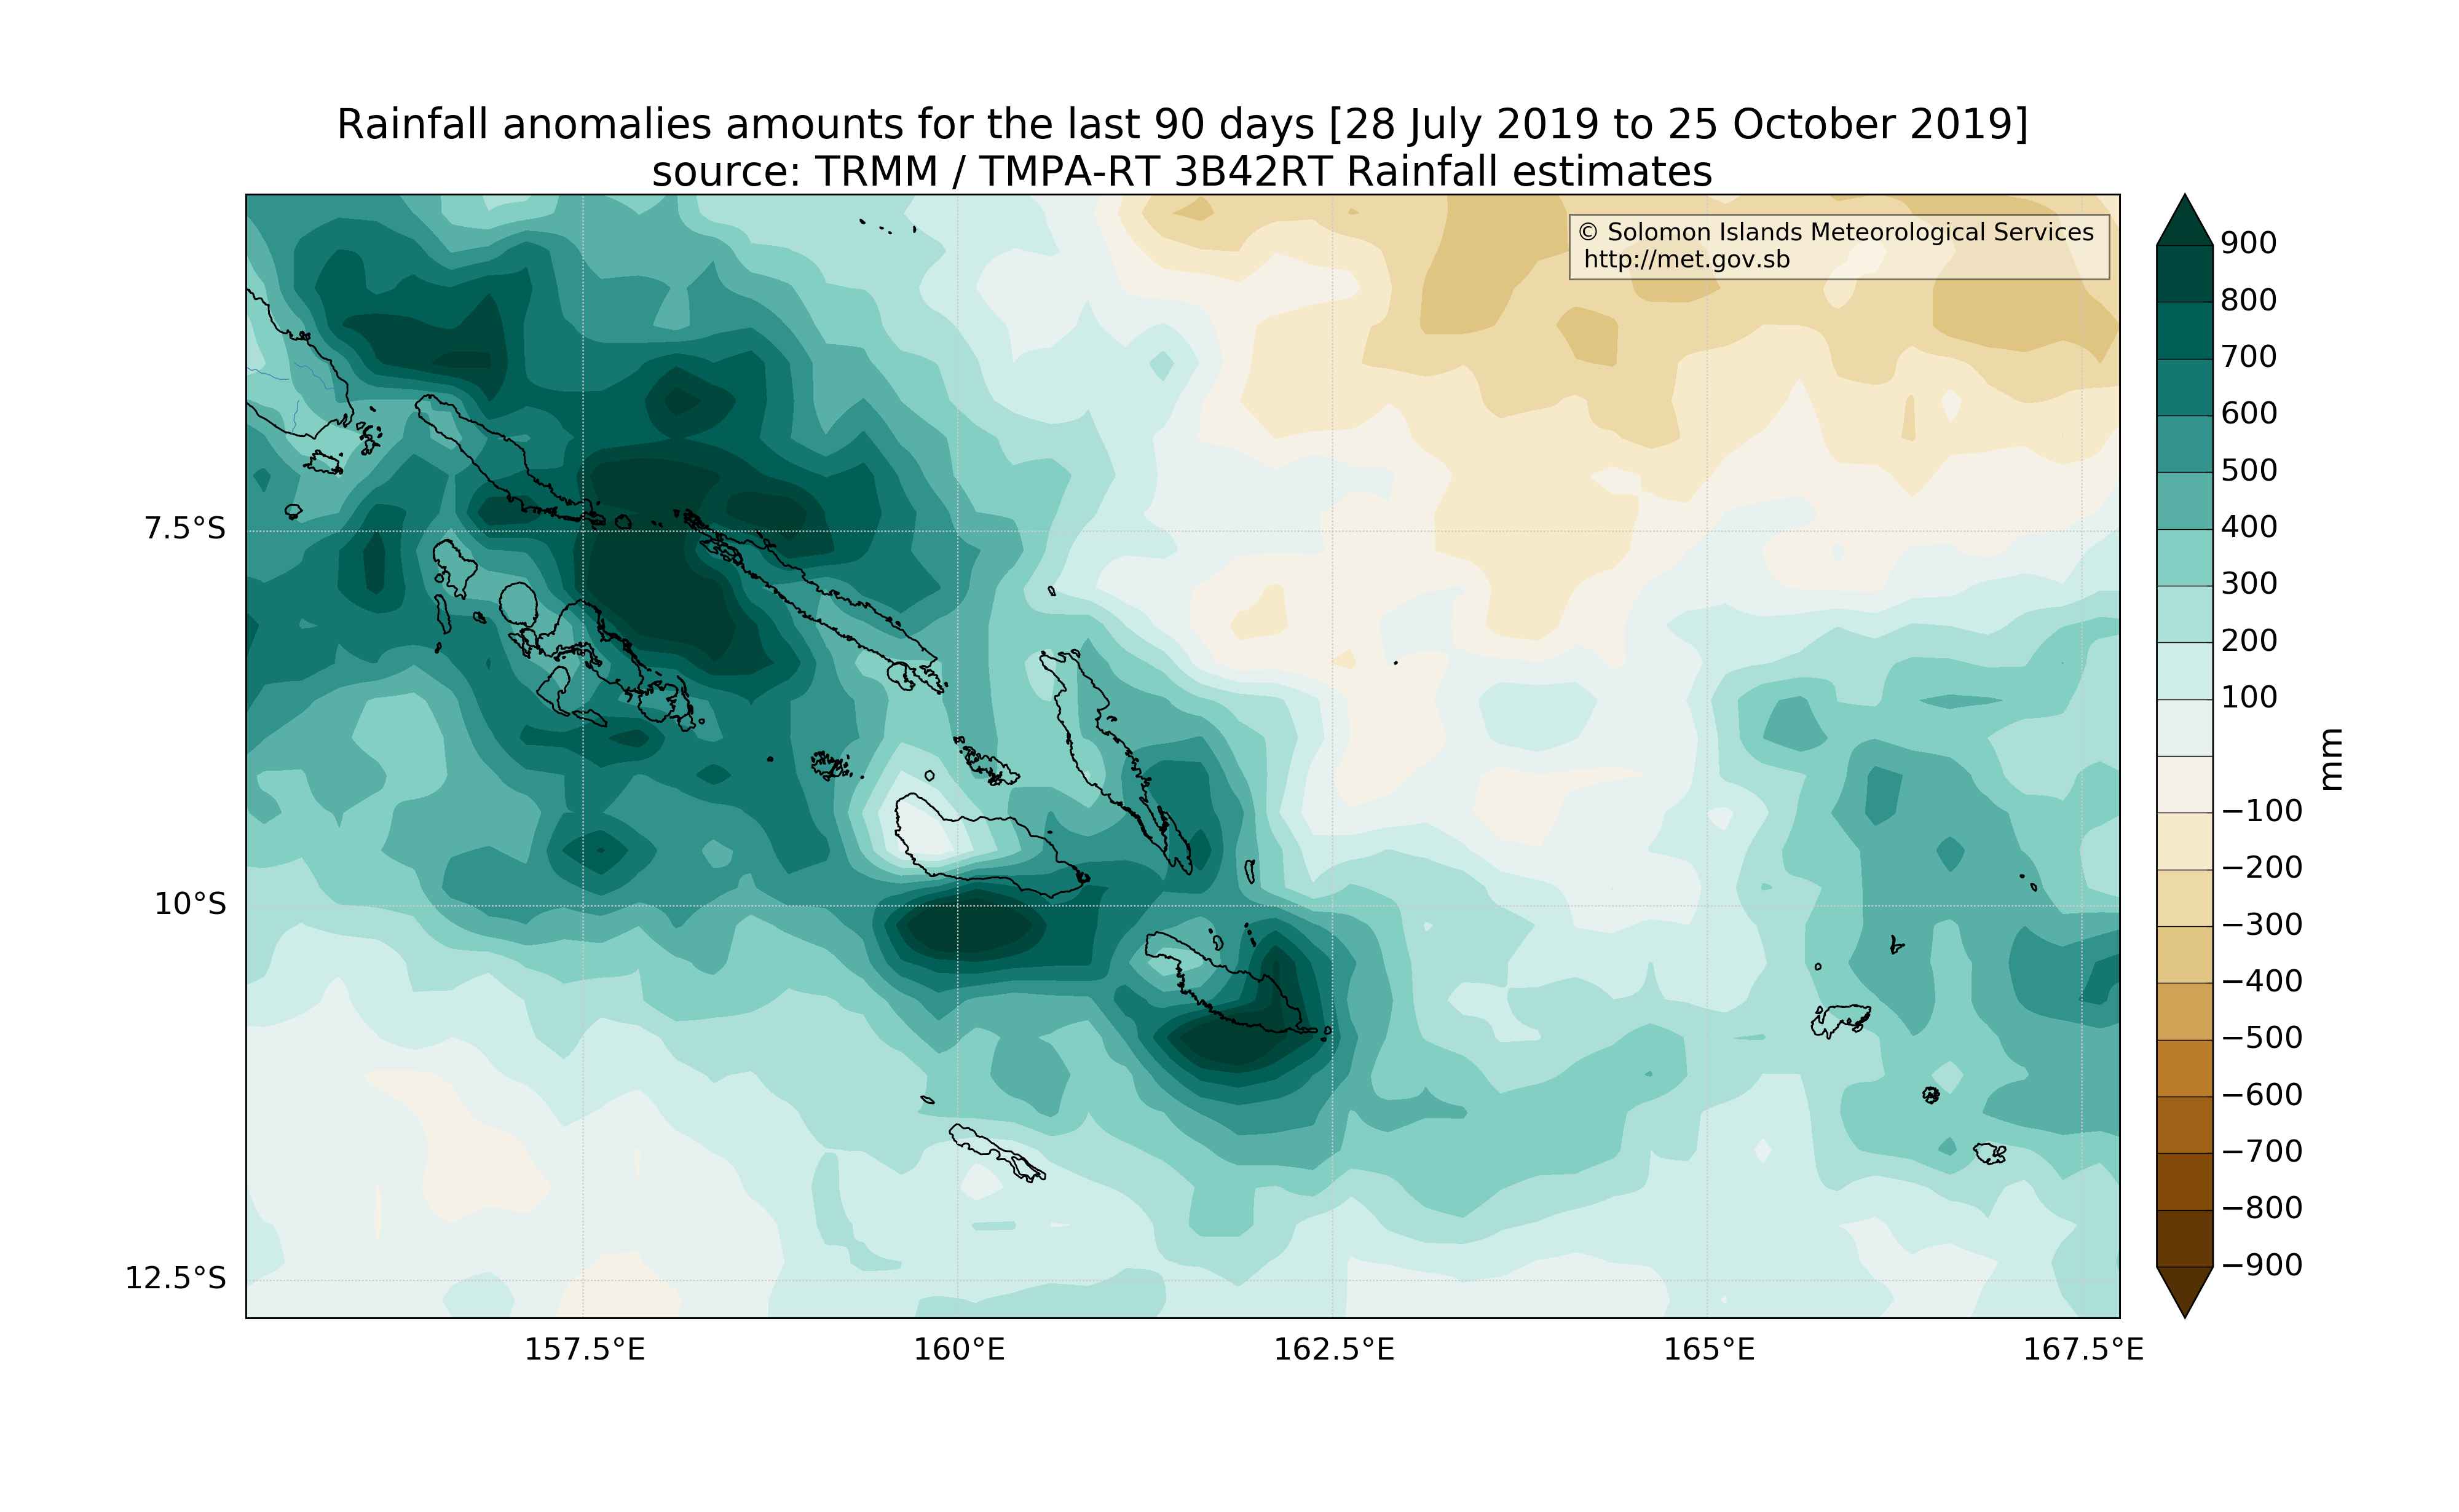 Rainfall anomalies amounts for the last 90 days [28 July 2019 to 25 October 2019]
source: TRMM / TMPA-RT 3B42RT Rainfall estimates
© Solomon Islands Meteorological Services
http://met.gov.sb
7.5°S
10°S
12.5°S
157.5°E
160°E
162.5°E
165°E
167.5°E
900
800
700
600
500
400
300
200
100
−100
−200
−300
−400
−500
−600
−700
−800
−900
mm